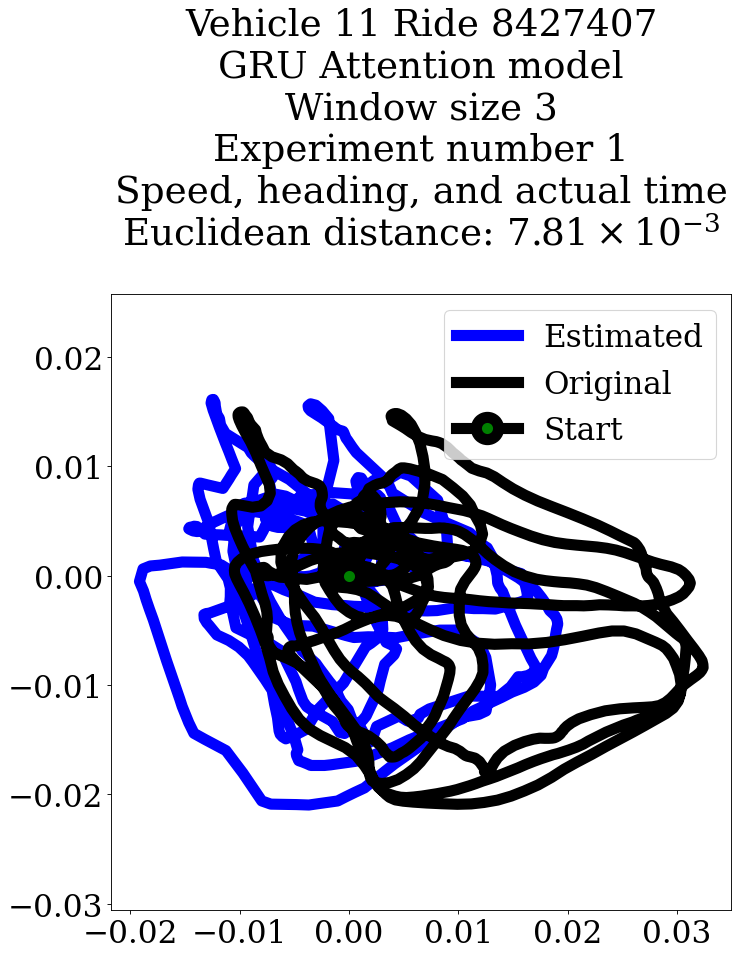 Vehicle 11 Ride 8427407
GRU Attention model
Window size 3
Experiment number 1
Speed, heading, and actual time
Euclidean distance: 7.81 × 10⁻³
Estimated
Original
Start
0.02
0.01
0.00
−0.01
−0.02
−0.03
−0.02 −0.01 0.00 0.01 0.02 0.03